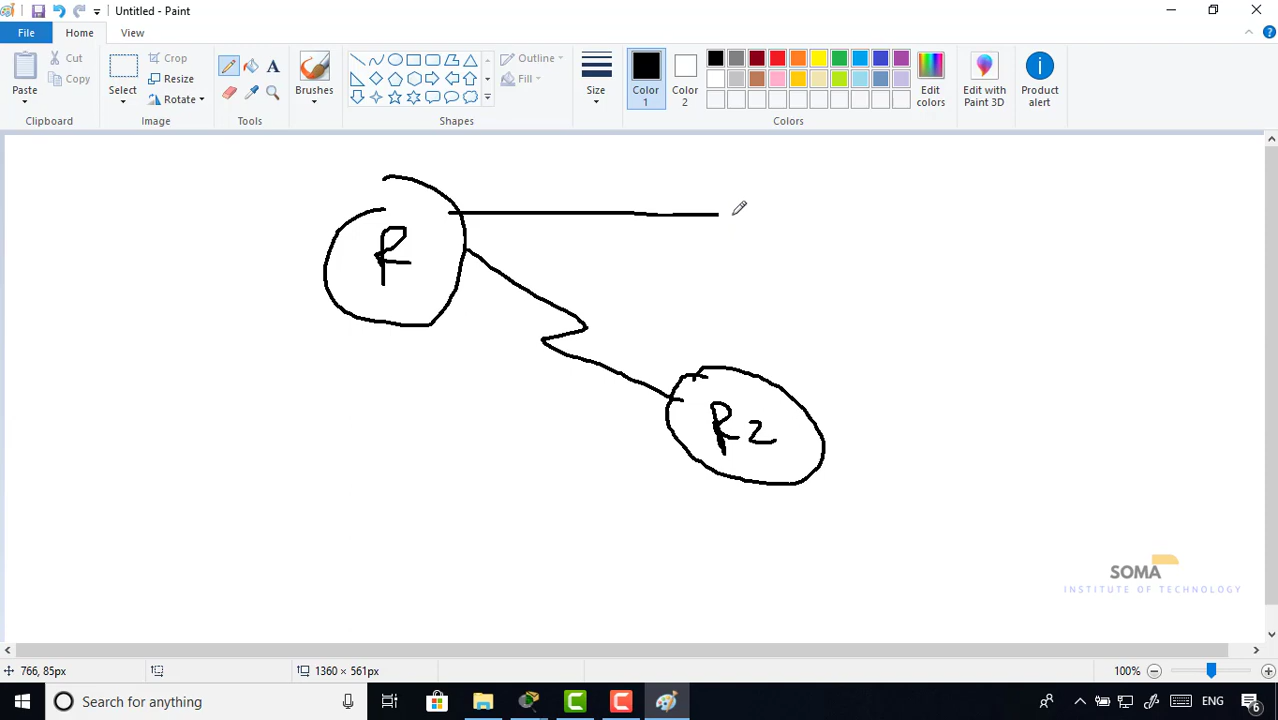 Untitled - Paint
File Home View
Paste
Cut
Copy
Clipboard
Select
Crop
Resize
Rotate
Image
A
Tools
Brushes
Outline
Fill
Shapes
Size
Color 1
Color 2
Edit colors
Colors
Edit with Paint 3D
Product alert
R
R2
SOMA
INSTITUTE OF TECHNOLOGY
766, 85px
1360 × 561px
100%
Search for anything
ENG
6